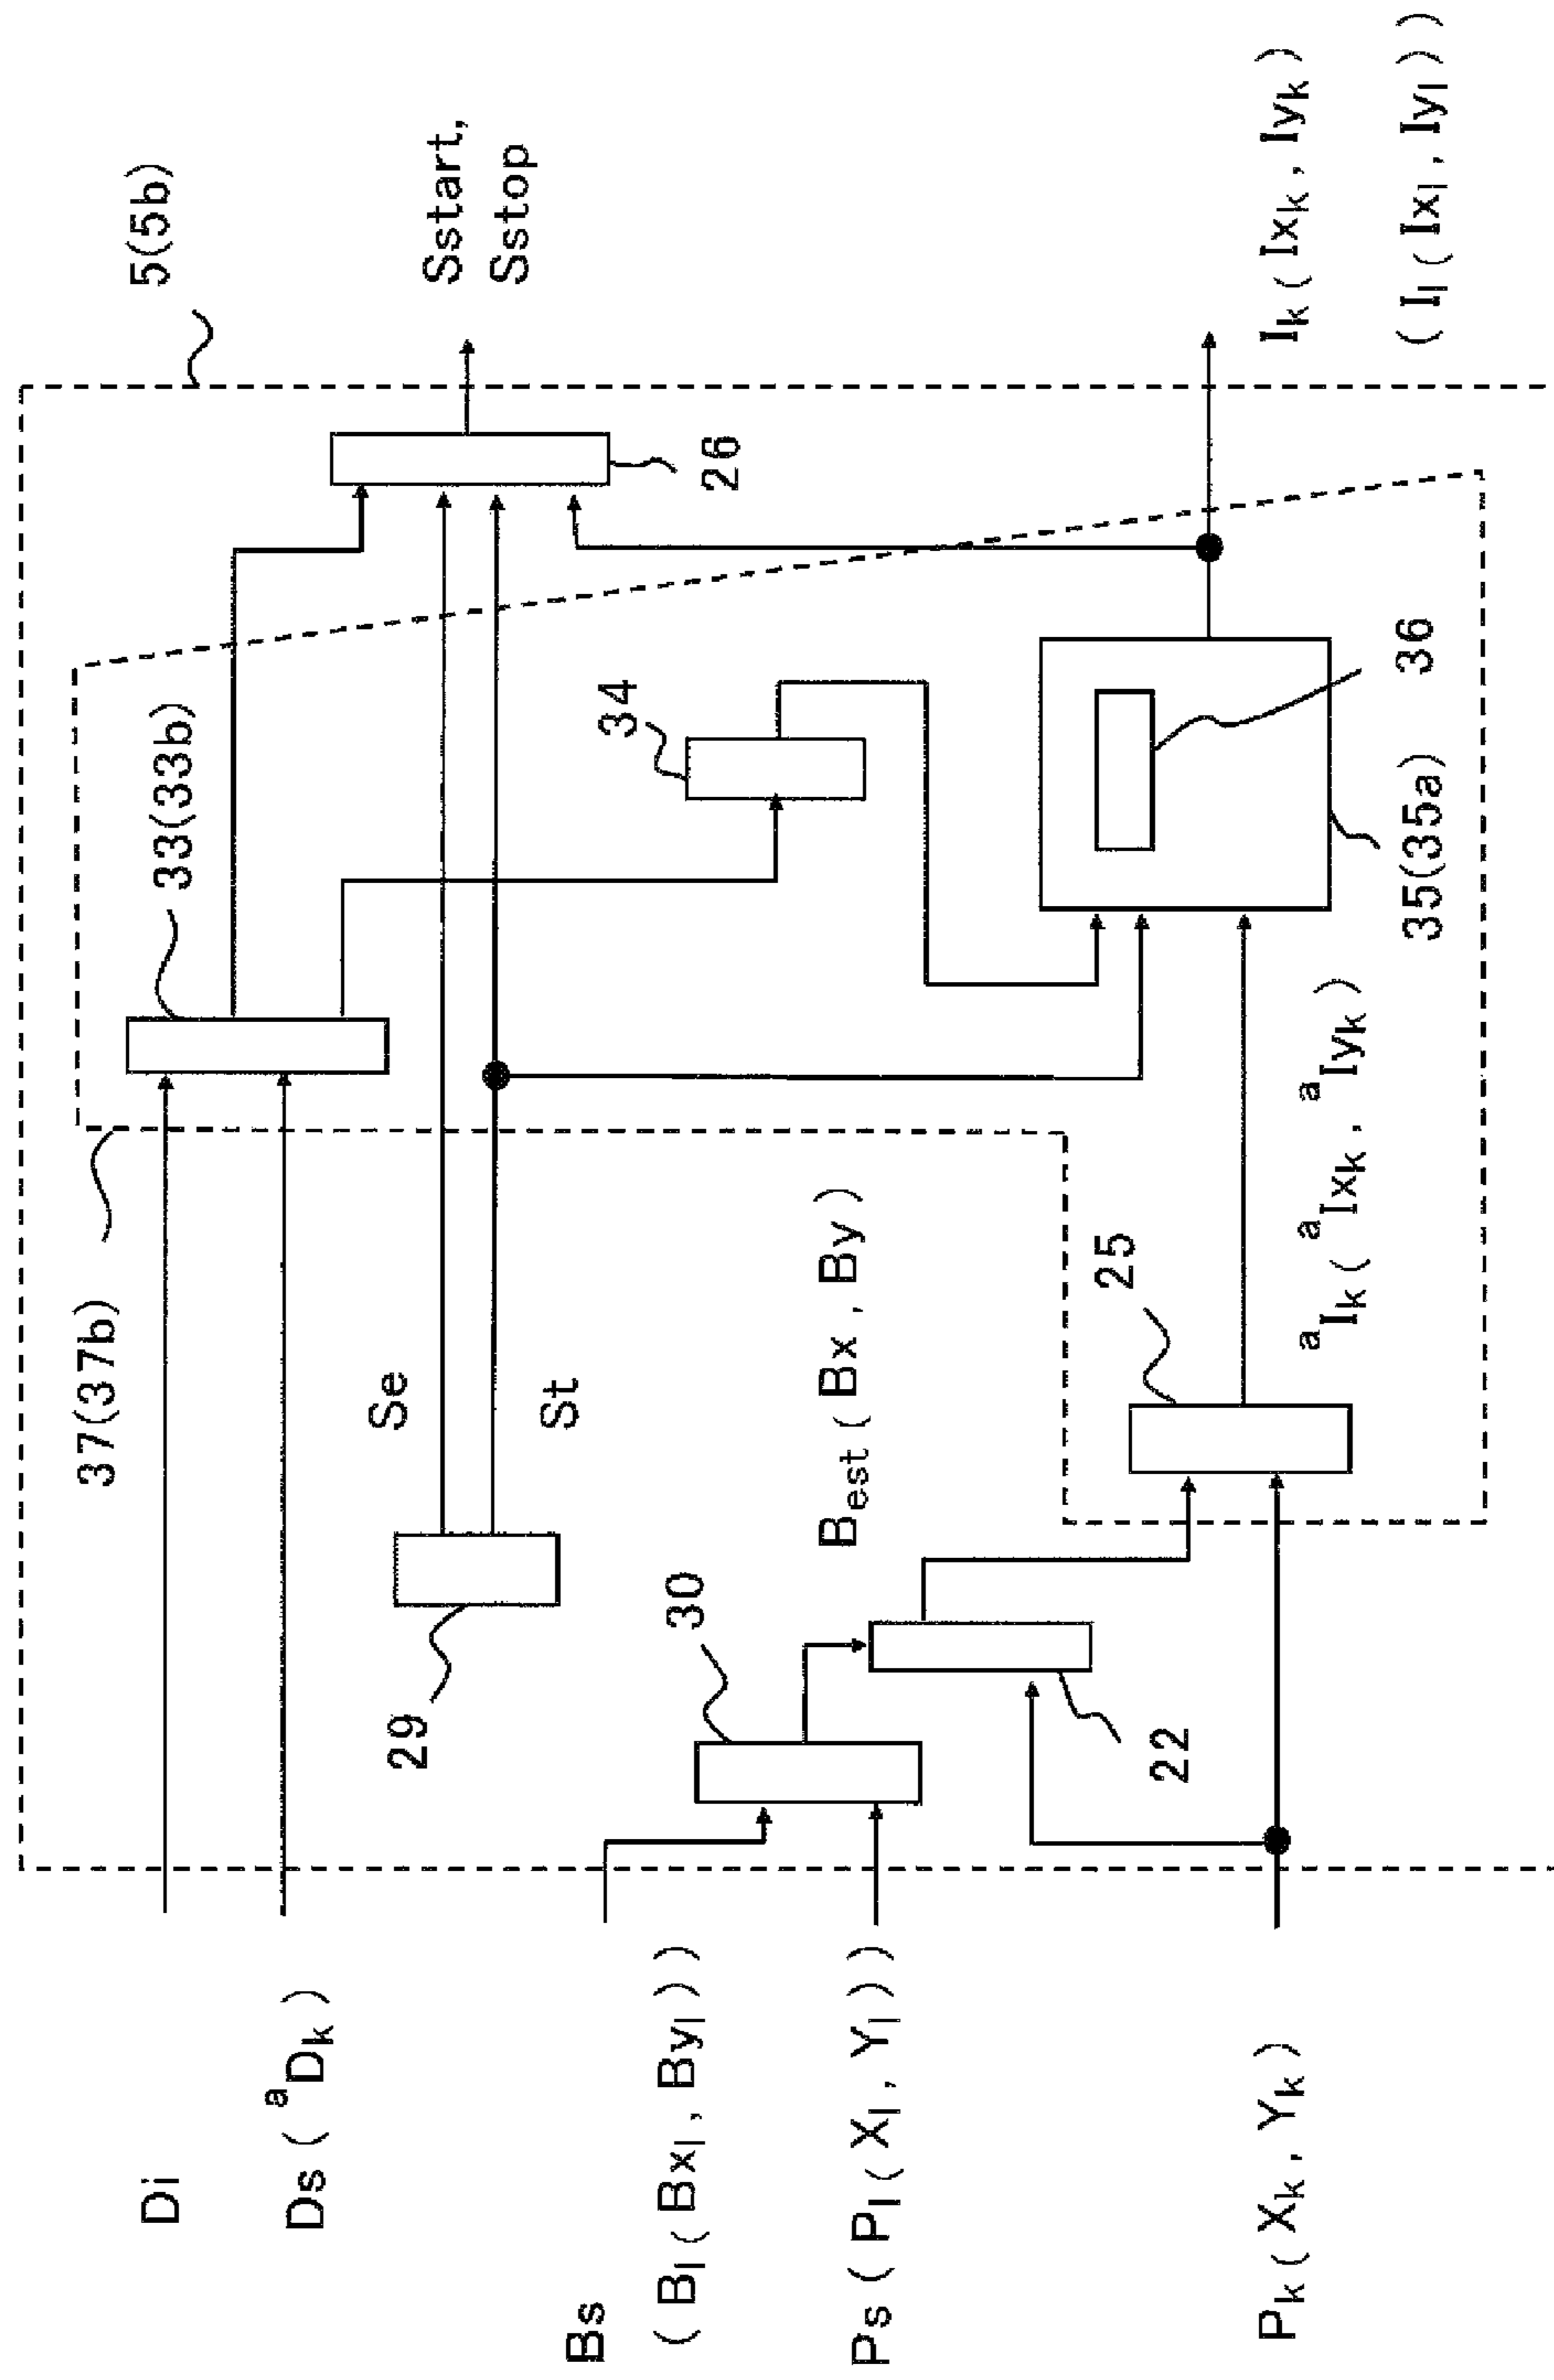 5(5b)
37(37b)
33(33b)
Di
Ds ( ᵃDₖ )
Se
St
Sstart,
Sstop
26
29
34
Bs
( Bₗ ( Bxₗ , Byₗ ) )
30
Bₑₛₜ ( Bx , By )
Ps ( Pₗ ( Xₗ , Yₗ ) )
22
25
36
35(35a)
Pₖ ( Xₖ , Yₖ )
ᵃIₖ ( ᵃIxₖ , ᵃIyₖ )
Iₖ ( Ixₖ , Iyₖ )
( Iₗ ( Ixₗ , Iyₗ ) )